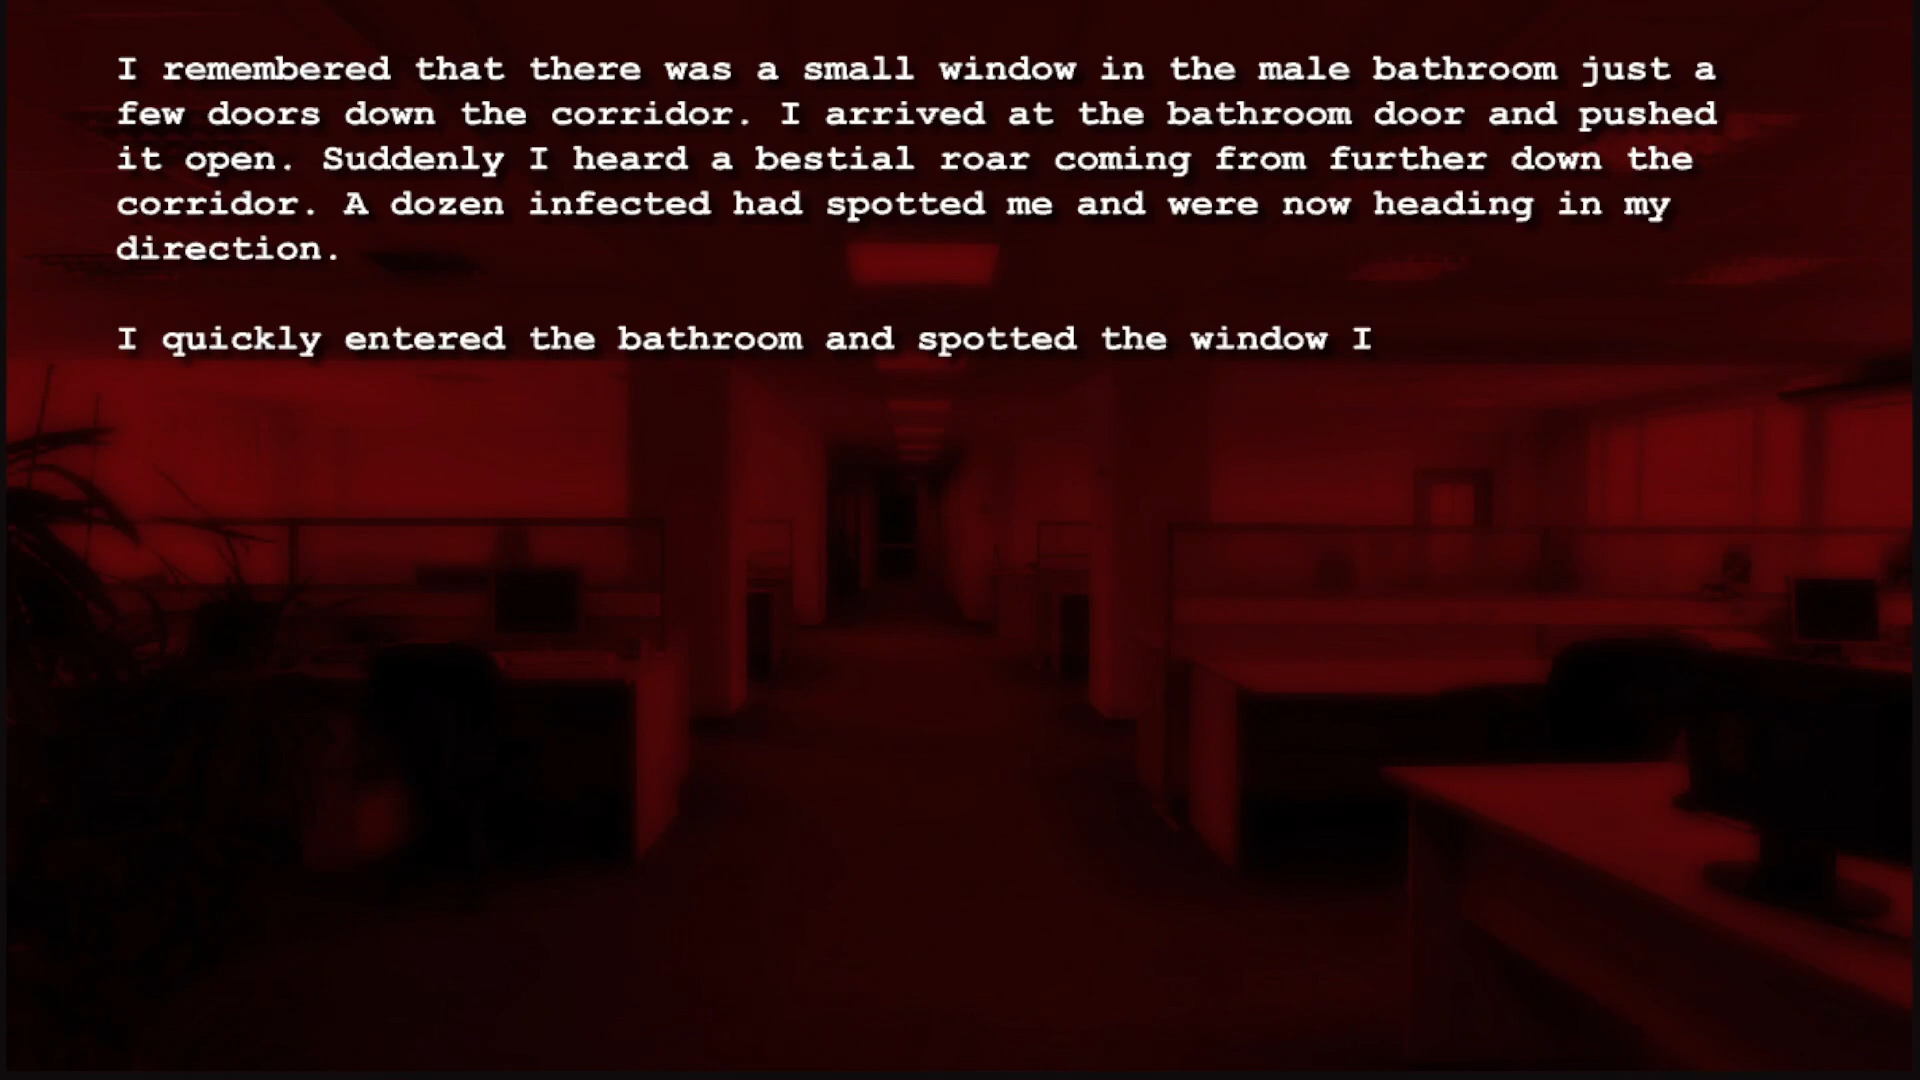 I remembered that there was a small window in the male bathroom just a
few doors down the corridor. I arrived at the bathroom door and pushed
it open. Suddenly I heard a bestial roar coming from further down the
corridor. A dozen infected had spotted me and were now heading in my
direction.
I quickly entered the bathroom and spotted the window I